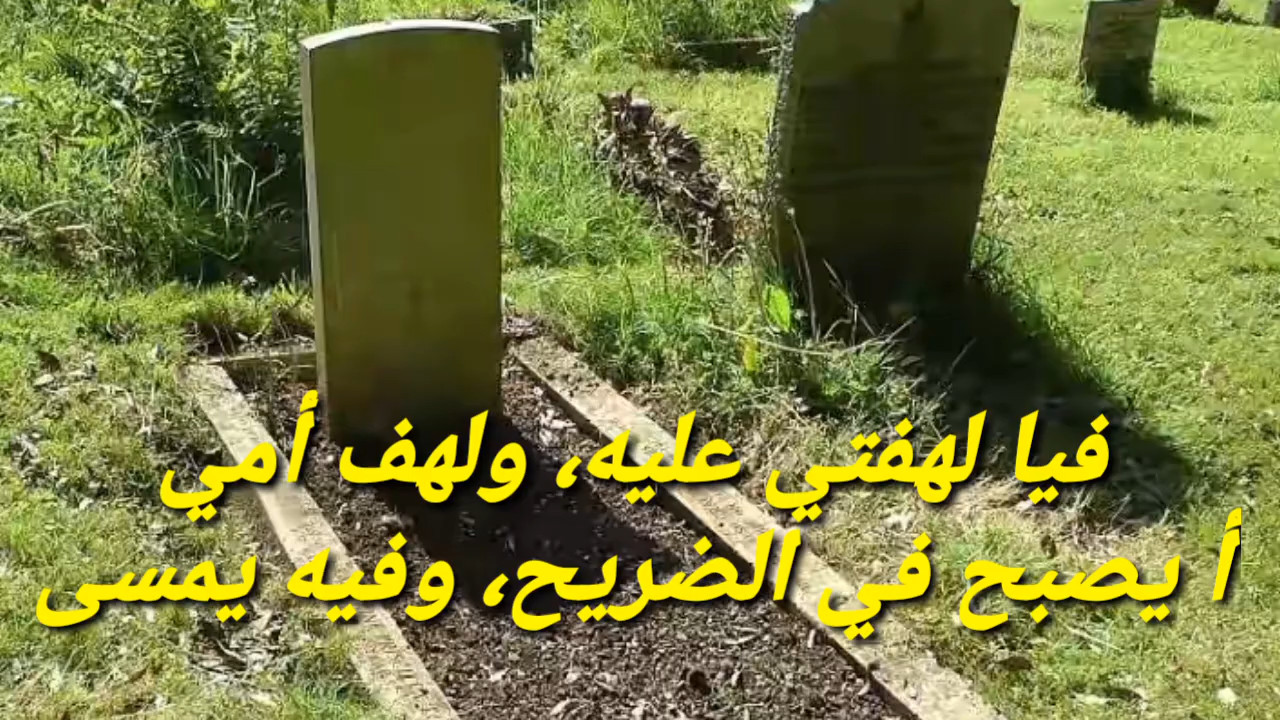 فيا لهفتي عليه، ولهف أمي
أ يصبح في الضريح، وفيه يمسى